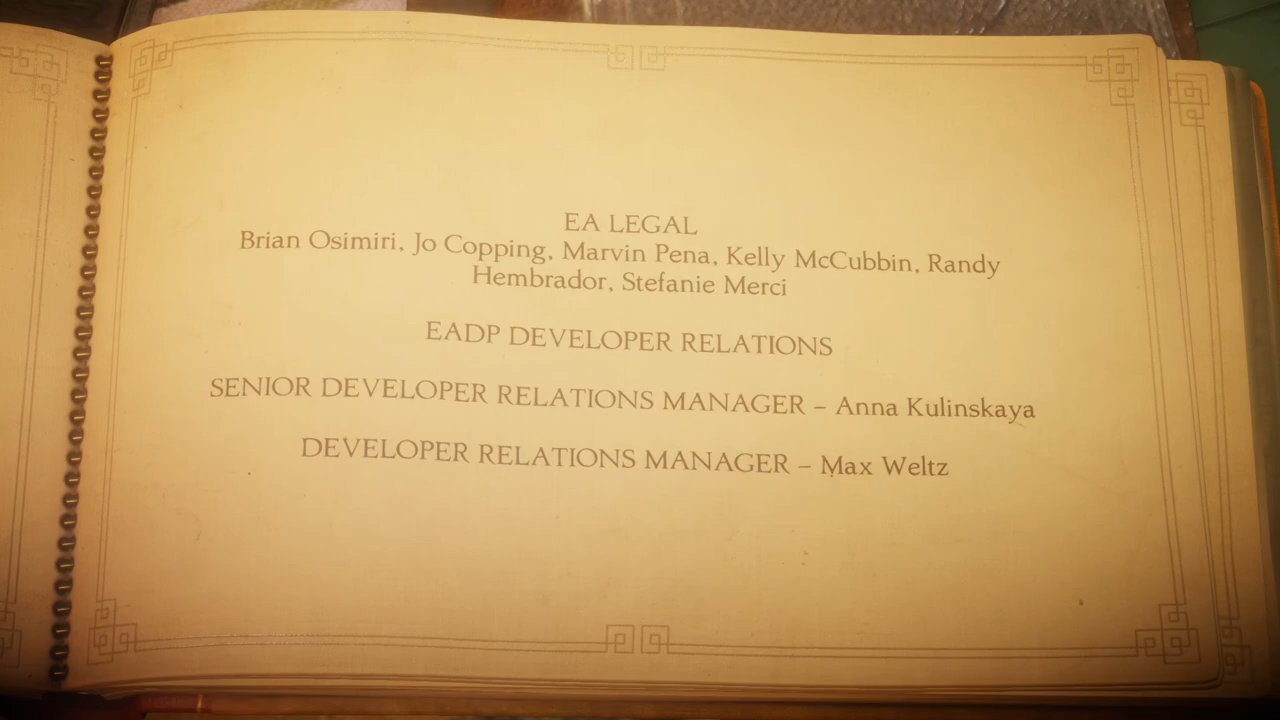 EA LEGAL
Brian Osimiri, Jo Copping, Marvin Pena, Kelly McCubbin, Randy
Hembrador, Stefanie Merci
EADP DEVELOPER RELATIONS
SENIOR DEVELOPER RELATIONS MANAGER – Anna Kulinskaya
DEVELOPER RELATIONS MANAGER – Max Weltz